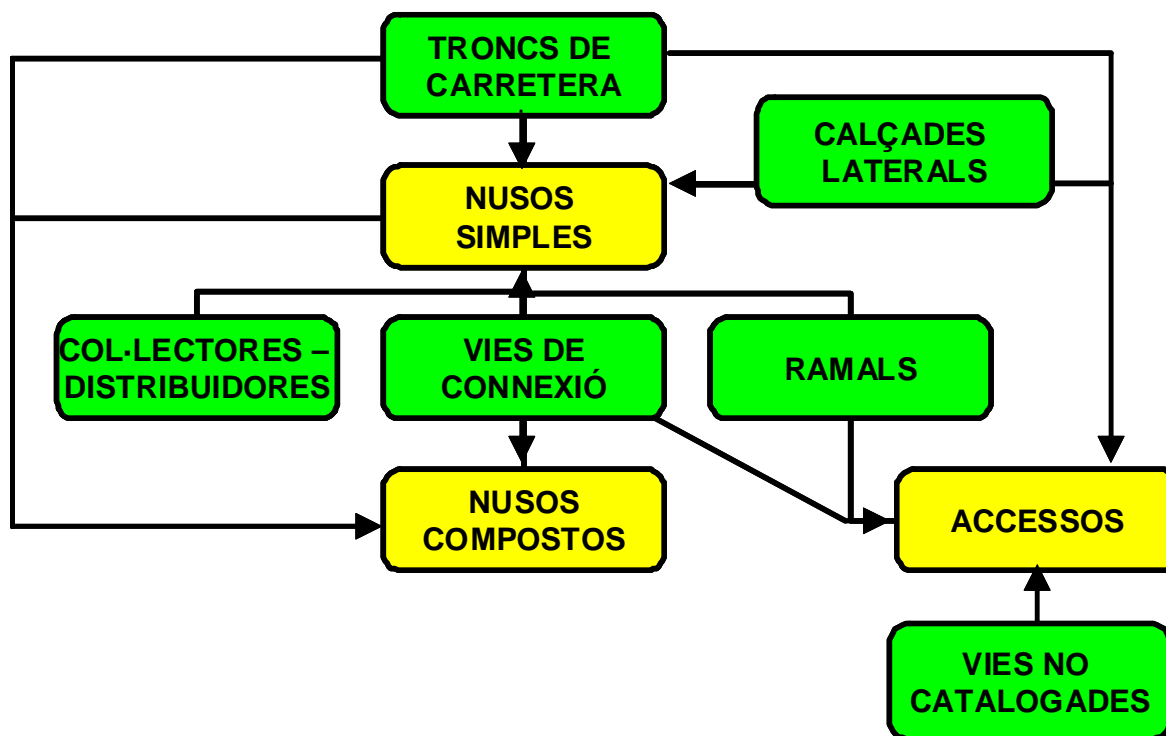 TRONCS DE
CARRETERA
CALÇADES
LATERALS
NUSOS
SIMPLES
COL·LECTORES –
DISTRIBUIDORES
VIES DE
CONNEXIÓ
RAMALS
NUSOS
COMPOSTOS
ACCESSOS
VIES NO
CATALOGADES